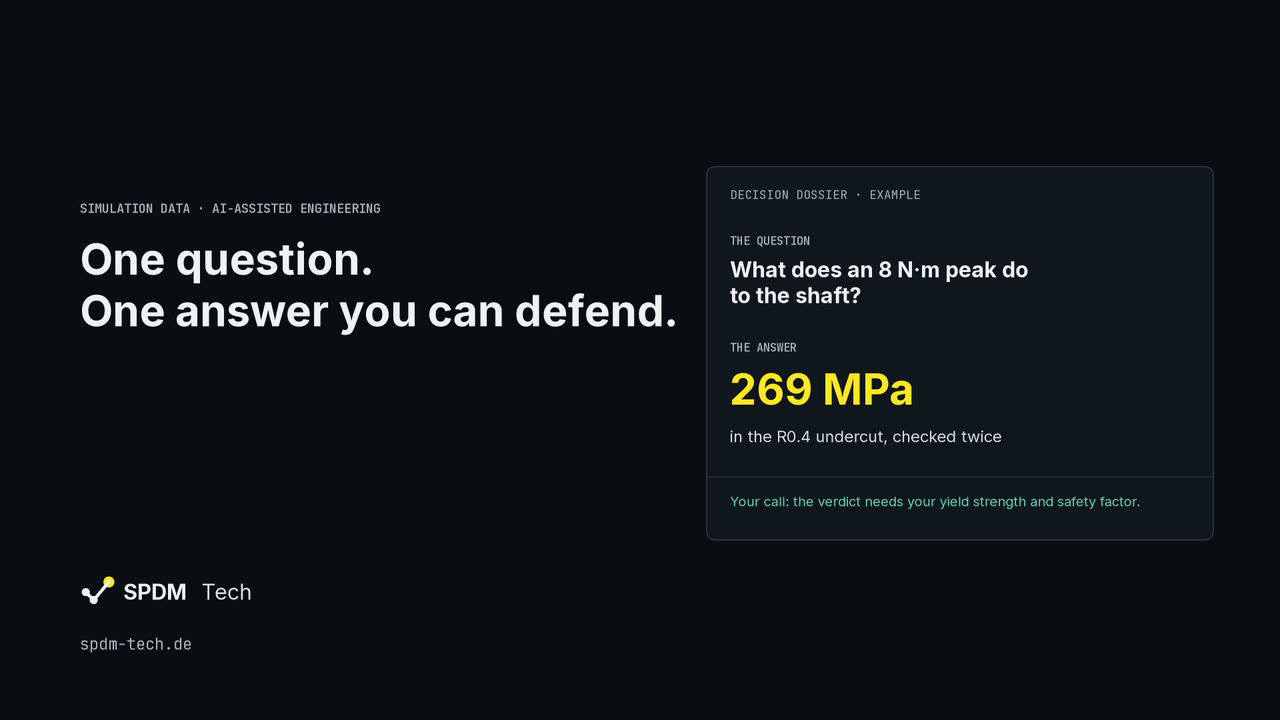 SIMULATION DATA · AI-ASSISTED ENGINEERING
One question.
One answer you can defend.
DECISION DOSSIER · EXAMPLE
THE QUESTION
What does an 8 N·m peak do
to the shaft?
THE ANSWER
269 MPa
in the R0.4 undercut, checked twice
Your call: the verdict needs your yield strength and safety factor.
SPDM Tech
spdm-tech.de